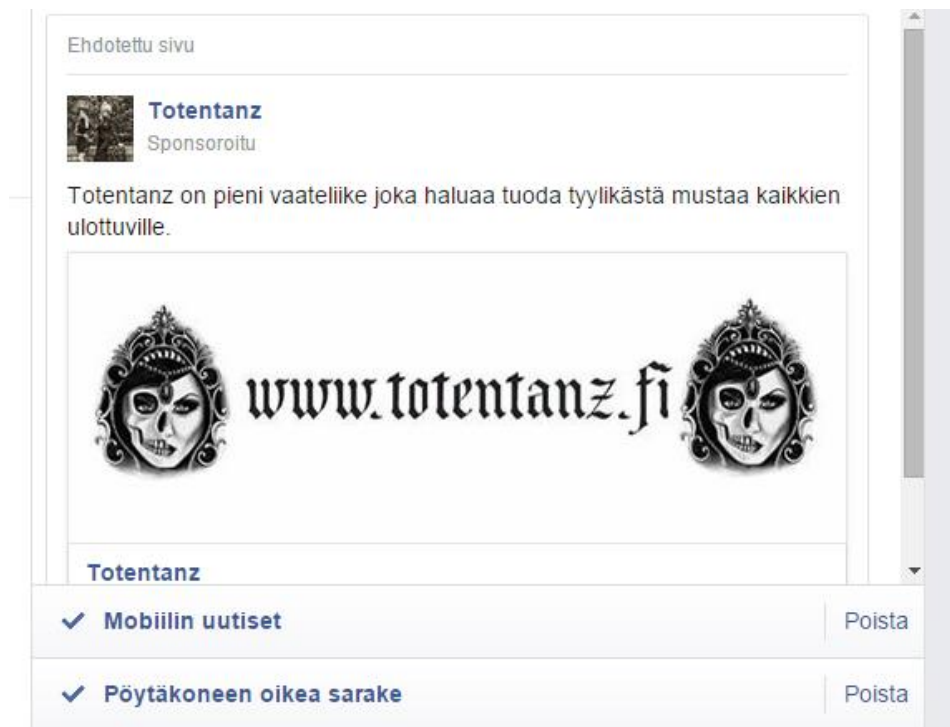 Ehdotettu sivu
Totentanz
Sponsoroitu
Totentanz on pieni vaateliike joka haluaa tuoda tyylikästä mustaa kaikkien
ulottuville.
www.totentanz.fi
Totentanz
Mobiilin uutiset Poista
Pöytäkoneen oikea sarake Poista